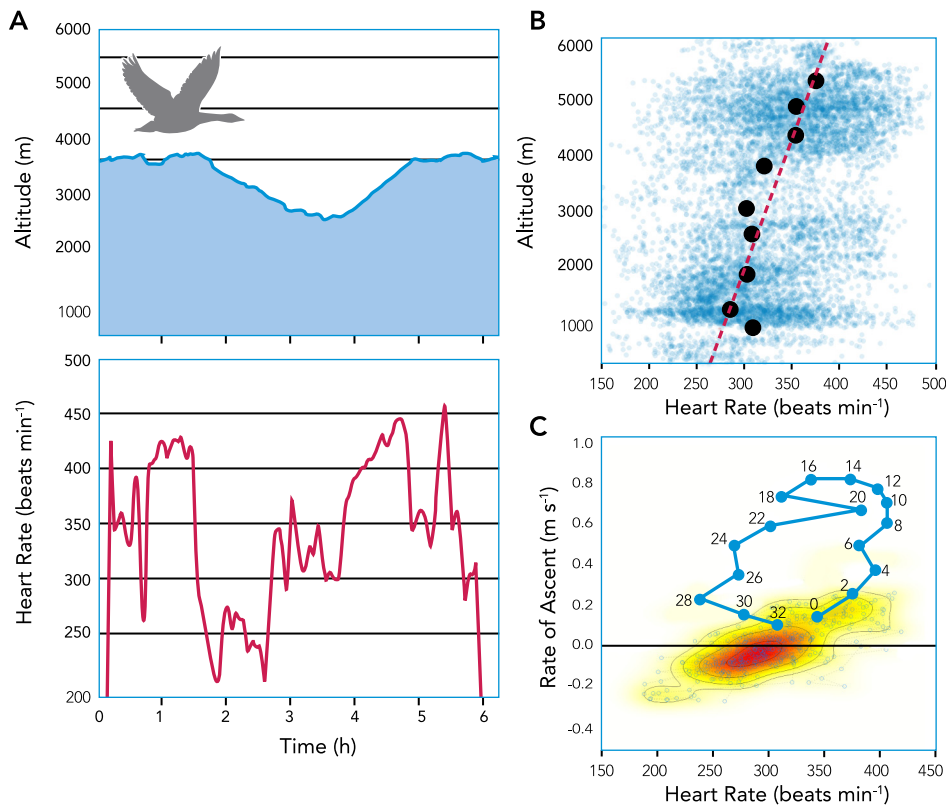 A
6000
5000
4000
3000
2000
1000
Altitude (m)
500
450
400
350
300
250
200
Heart Rate (beats min⁻¹)
0 1 2 3 4 5 6
Time (h)
B
6000
5000
4000
3000
2000
1000
Altitude (m)
150 200 250 300 350 400 450 500
Heart Rate (beats min⁻¹)
C
1.0
0.8
0.6
0.4
0.2
0.0
-0.2
-0.4
Rate of Ascent (m s⁻¹)
16 14
12
18 20 10
22 8
24 6
26 4
28 30 2
32 0
150 200 250 300 350 400 450
Heart Rate (beats min⁻¹)